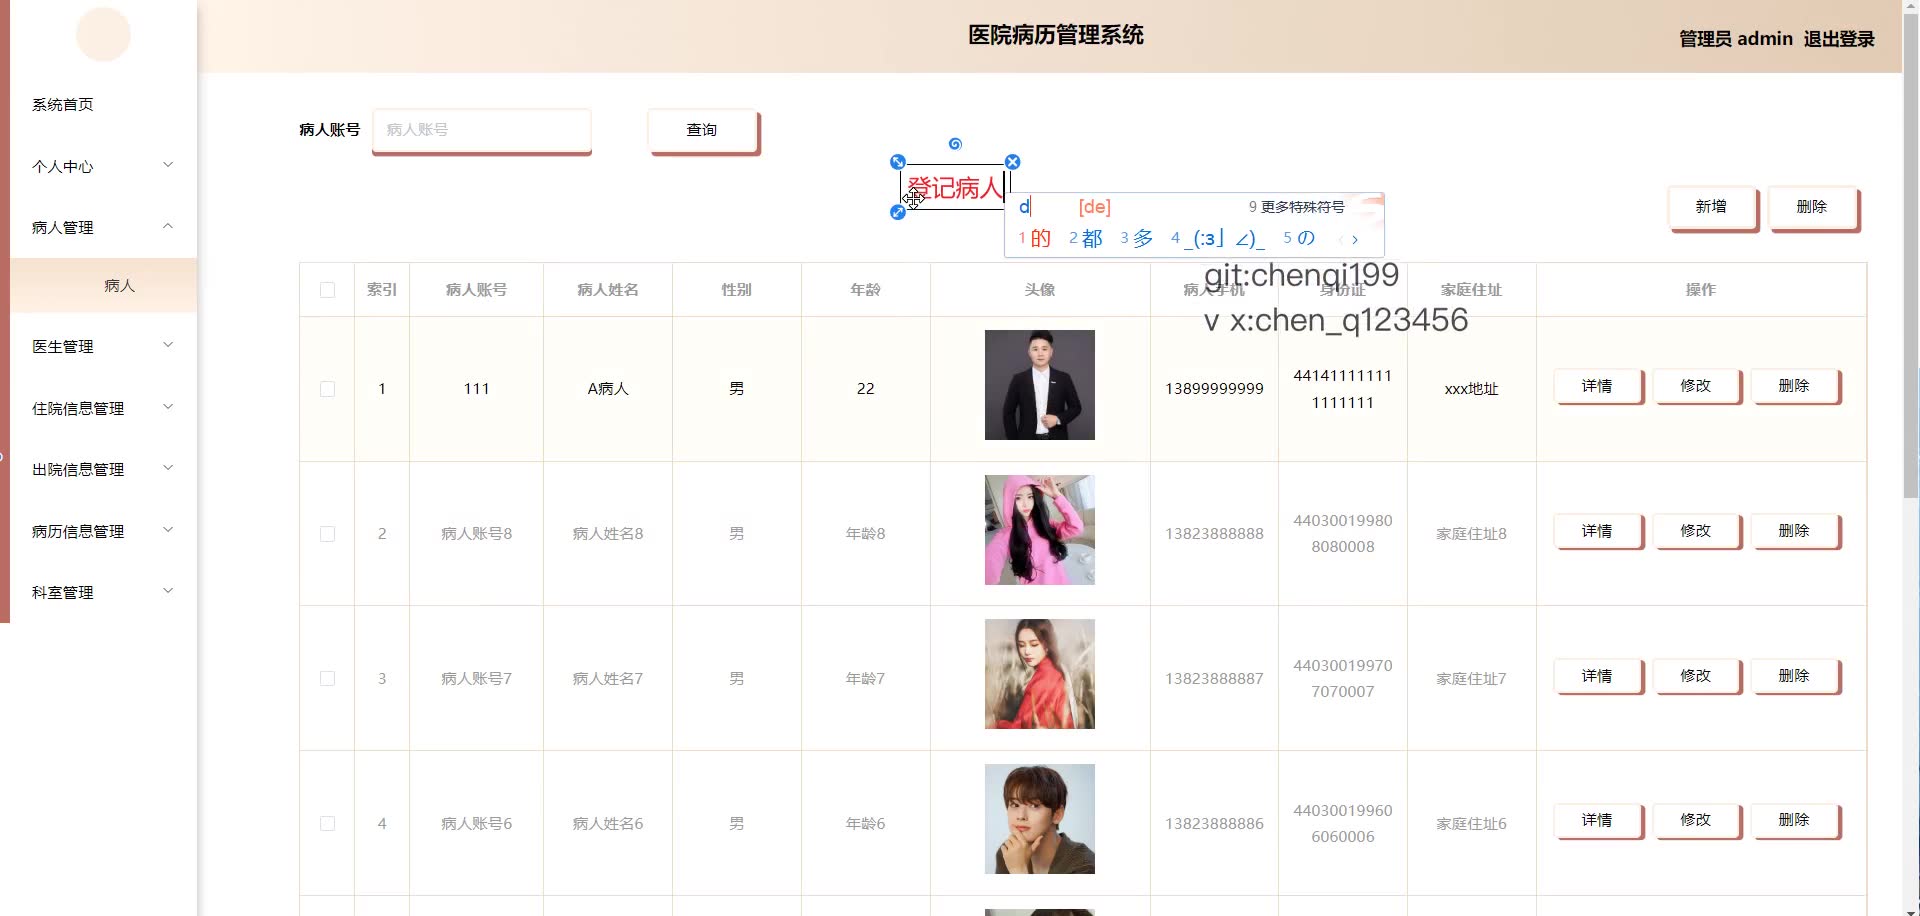 医院病历管理系统
管理员 admin 退出登录
系统首页
个人中心
病人管理
病人
医生管理
住院信息管理
出院信息管理
病历信息管理
科室管理
病人账号 病人账号 查询
登记病人
d [de] 9 更多特殊符号
1 的 2 都 3 多 4 _(:з」∠)_ 5 の
新增 删除
git:chenqi199
v x:chen_q123456
索引 病人账号 病人姓名 性别 年龄 头像 病人手机 身份证 家庭住址 操作
1 111 A病人 男 22 13899999999 44141111111 xxx地址 详情 修改 删除
1111111
2 病人账号8 病人姓名8 男 年龄8 13823888888 44030019980 家庭住址8 详情 修改 删除
8080008
3 病人账号7 病人姓名7 男 年龄7 13823888887 44030019970 家庭住址7 详情 修改 删除
7070007
4 病人账号6 病人姓名6 男 年龄6 13823888886 44030019960 家庭住址6 详情 修改 删除
6060006